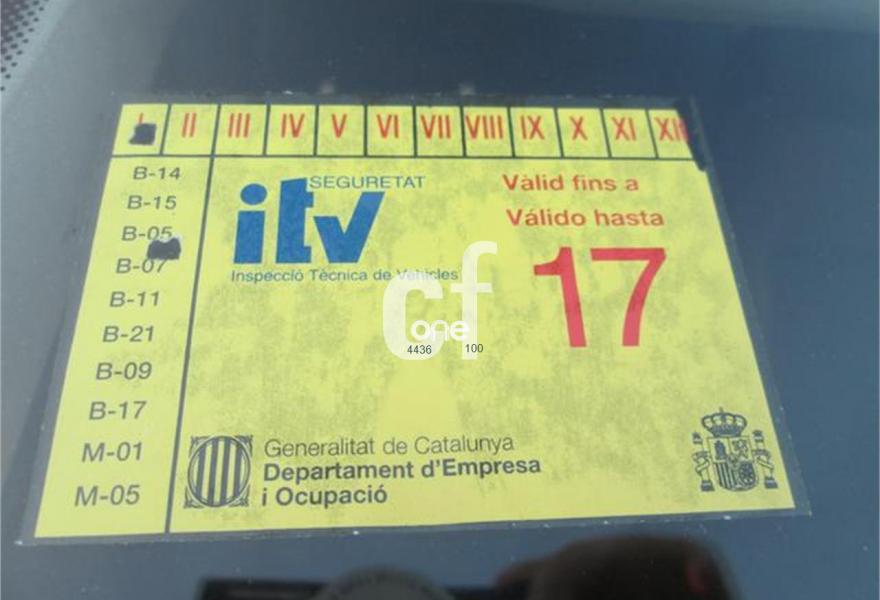 I II III IV V VI VII VIII IX X XI XII
B-14
B-15
B-05
B-07
B-11
B-21
B-09
B-17
M-01
M-05
SEGURETAT
itv
Inspecció Tècnica de Vehicles
Vàlid fins a
Válido hasta
17
cf
one
4436 100
Generalitat de Catalunya
Departament d'Empresa
i Ocupació